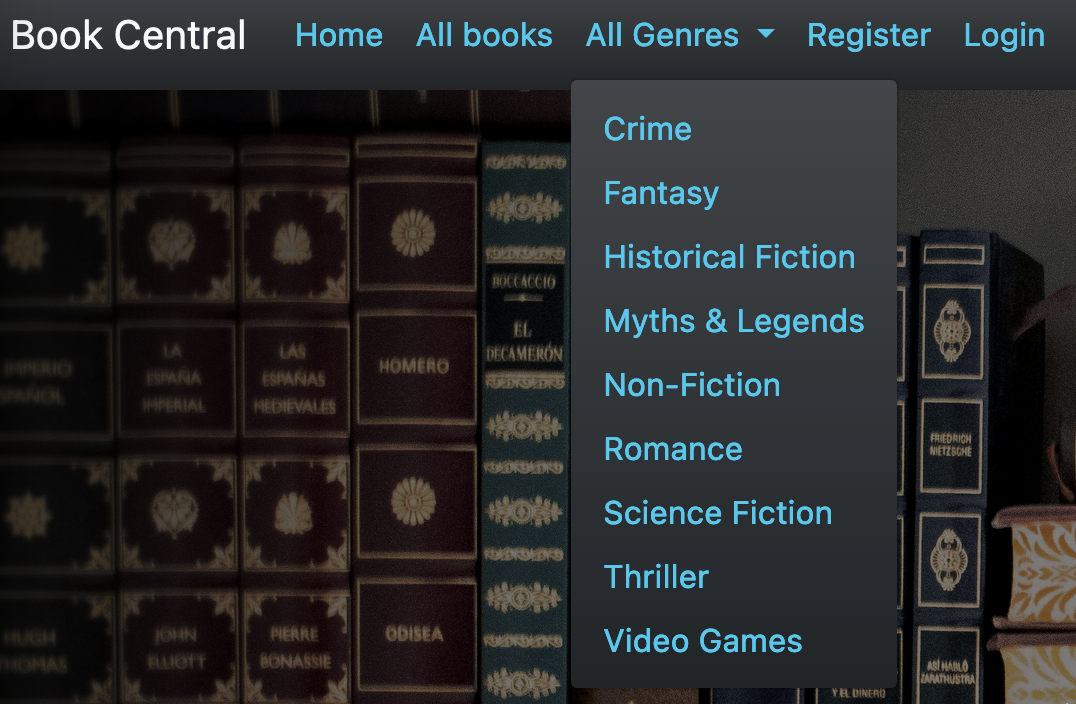 Book Central
Home
All books
All Genres
Register
Login
Crime
Fantasy
Historical Fiction
Myths & Legends
Non-Fiction
Romance
Science Fiction
Thriller
Video Games
IMPERIO
ESPAÑOL
HUGH
THOMAS
LA
ESPAÑA
IMPERIAL
JOHN
ELLIOTT
LAS
ESPAÑAS
MEDIEVALES
PIERRE
BONASSIE
HOMERO
ODISEA
BOCCACCIO
EL
DECAMERÓN
Y EL DINERO
FRIEDRICH
NIETZSCHE
ASÍ HABLÓ
ZARATHUSTRA